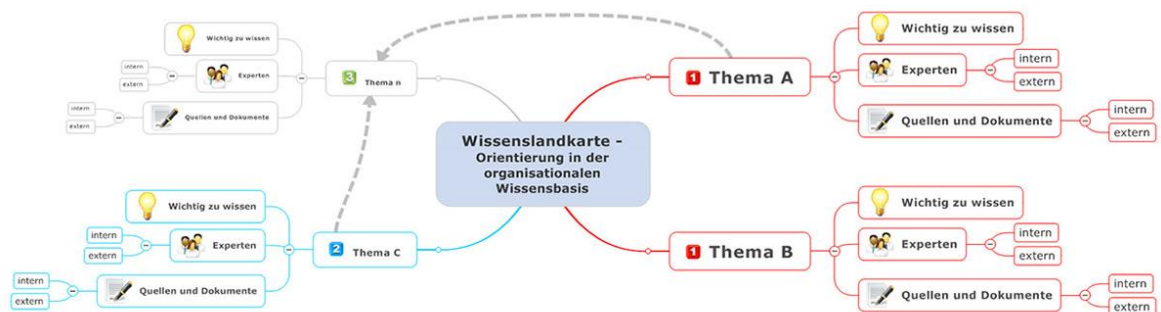 Wissenslandkarte -
Orientierung in der
organisationalen
Wissensbasis
1 Thema A
Wichtig zu wissen
Experten
intern
extern
Quellen und Dokumente
intern
extern
1 Thema B
Wichtig zu wissen
Experten
intern
extern
Quellen und Dokumente
intern
extern
2 Thema C
Wichtig zu wissen
Experten
intern
extern
Quellen und Dokumente
intern
extern
3 Thema n
Wichtig zu wissen
Experten
intern
extern
Quellen und Dokumente
intern
extern